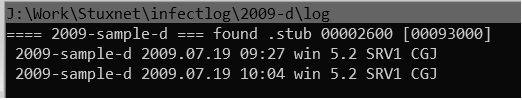 J:\Work\Stuxnet\infectlog\2009-d\log
==== 2009-sample-d === found .stub 00002600 [00093000]
2009-sample-d 2009.07.19 09:27 win 5.2 SRV1 CGJ
2009-sample-d 2009.07.19 10:04 win 5.2 SRV1 CGJ